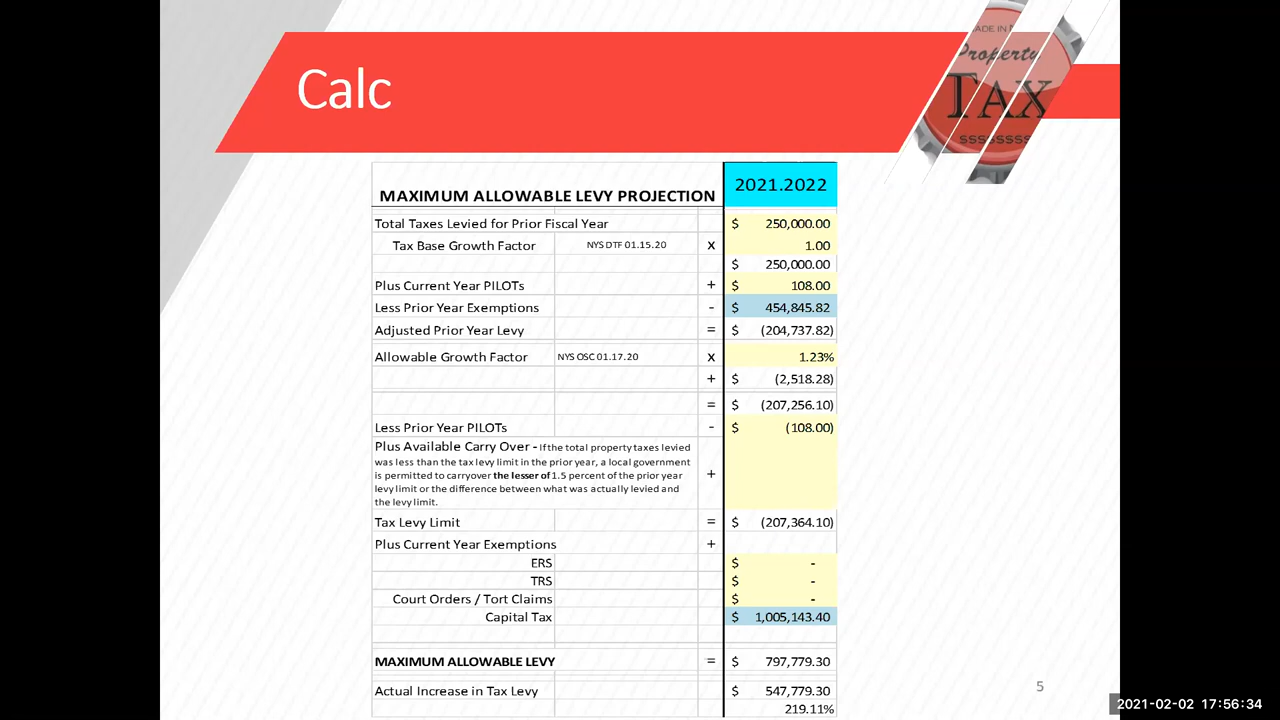 ADE IN N
Property
TAX
$$$$$$$$
Calc
MAXIMUM ALLOWABLE LEVY PROJECTION 2021.2022
Total Taxes Levied for Prior Fiscal Year $ 250,000.00
Tax Base Growth Factor NYS DTF 01.15.20 x 1.00
$ 250,000.00
Plus Current Year PILOTs + $ 108.00
Less Prior Year Exemptions - $ 454,845.82
Adjusted Prior Year Levy = $ (204,737.82)
Allowable Growth Factor NYS OSC 01.17.20 x 1.23%
+ $ (2,518.28)
= $ (207,256.10)
Less Prior Year PILOTs - $ (108.00)
Plus Available Carry Over - If the total property taxes levied
was less than the tax levy limit in the prior year, a local government
is permitted to carryover the lesser of 1.5 percent of the prior year
levy limit or the difference between what was actually levied and
the levy limit.
+
Tax Levy Limit = $ (207,364.10)
Plus Current Year Exemptions +
ERS $ -
TRS $ -
Court Orders / Tort Claims $ -
Capital Tax $ 1,005,143.40
MAXIMUM ALLOWABLE LEVY = $ 797,779.30
Actual Increase in Tax Levy $ 547,779.30
219.11%
5
2021-02-02 17:56:34